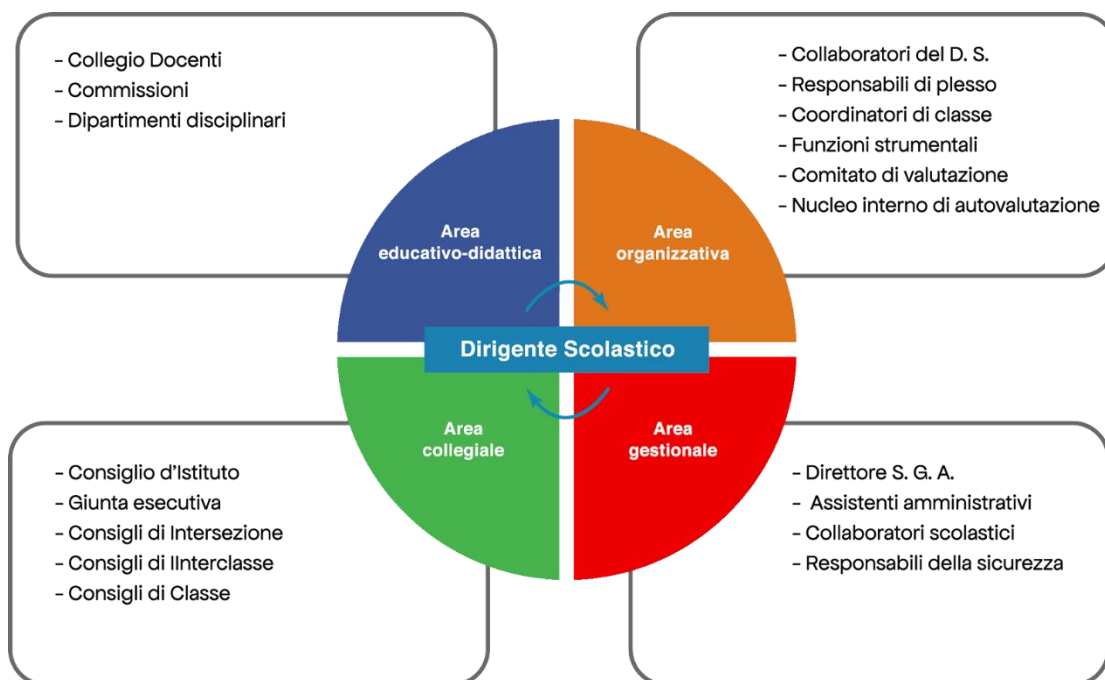 - Collegio Docenti
- Commissioni
- Dipartimenti disciplinari
- Collaboratori del D. S.
- Responsabili di plesso
- Coordinatori di classe
- Funzioni strumentali
- Comitato di valutazione
- Nucleo interno di autovalutazione
Area
educativo-didattica
Area
organizzativa
Dirigente Scolastico
Area
collegiale
Area
gestionale
- Consiglio d'Istituto
- Giunta esecutiva
- Consigli di Intersezione
- Consigli di IInterclasse
- Consigli di Classe
- Direttore S. G. A.
- Assistenti amministrativi
- Collaboratori scolastici
- Responsabili della sicurezza